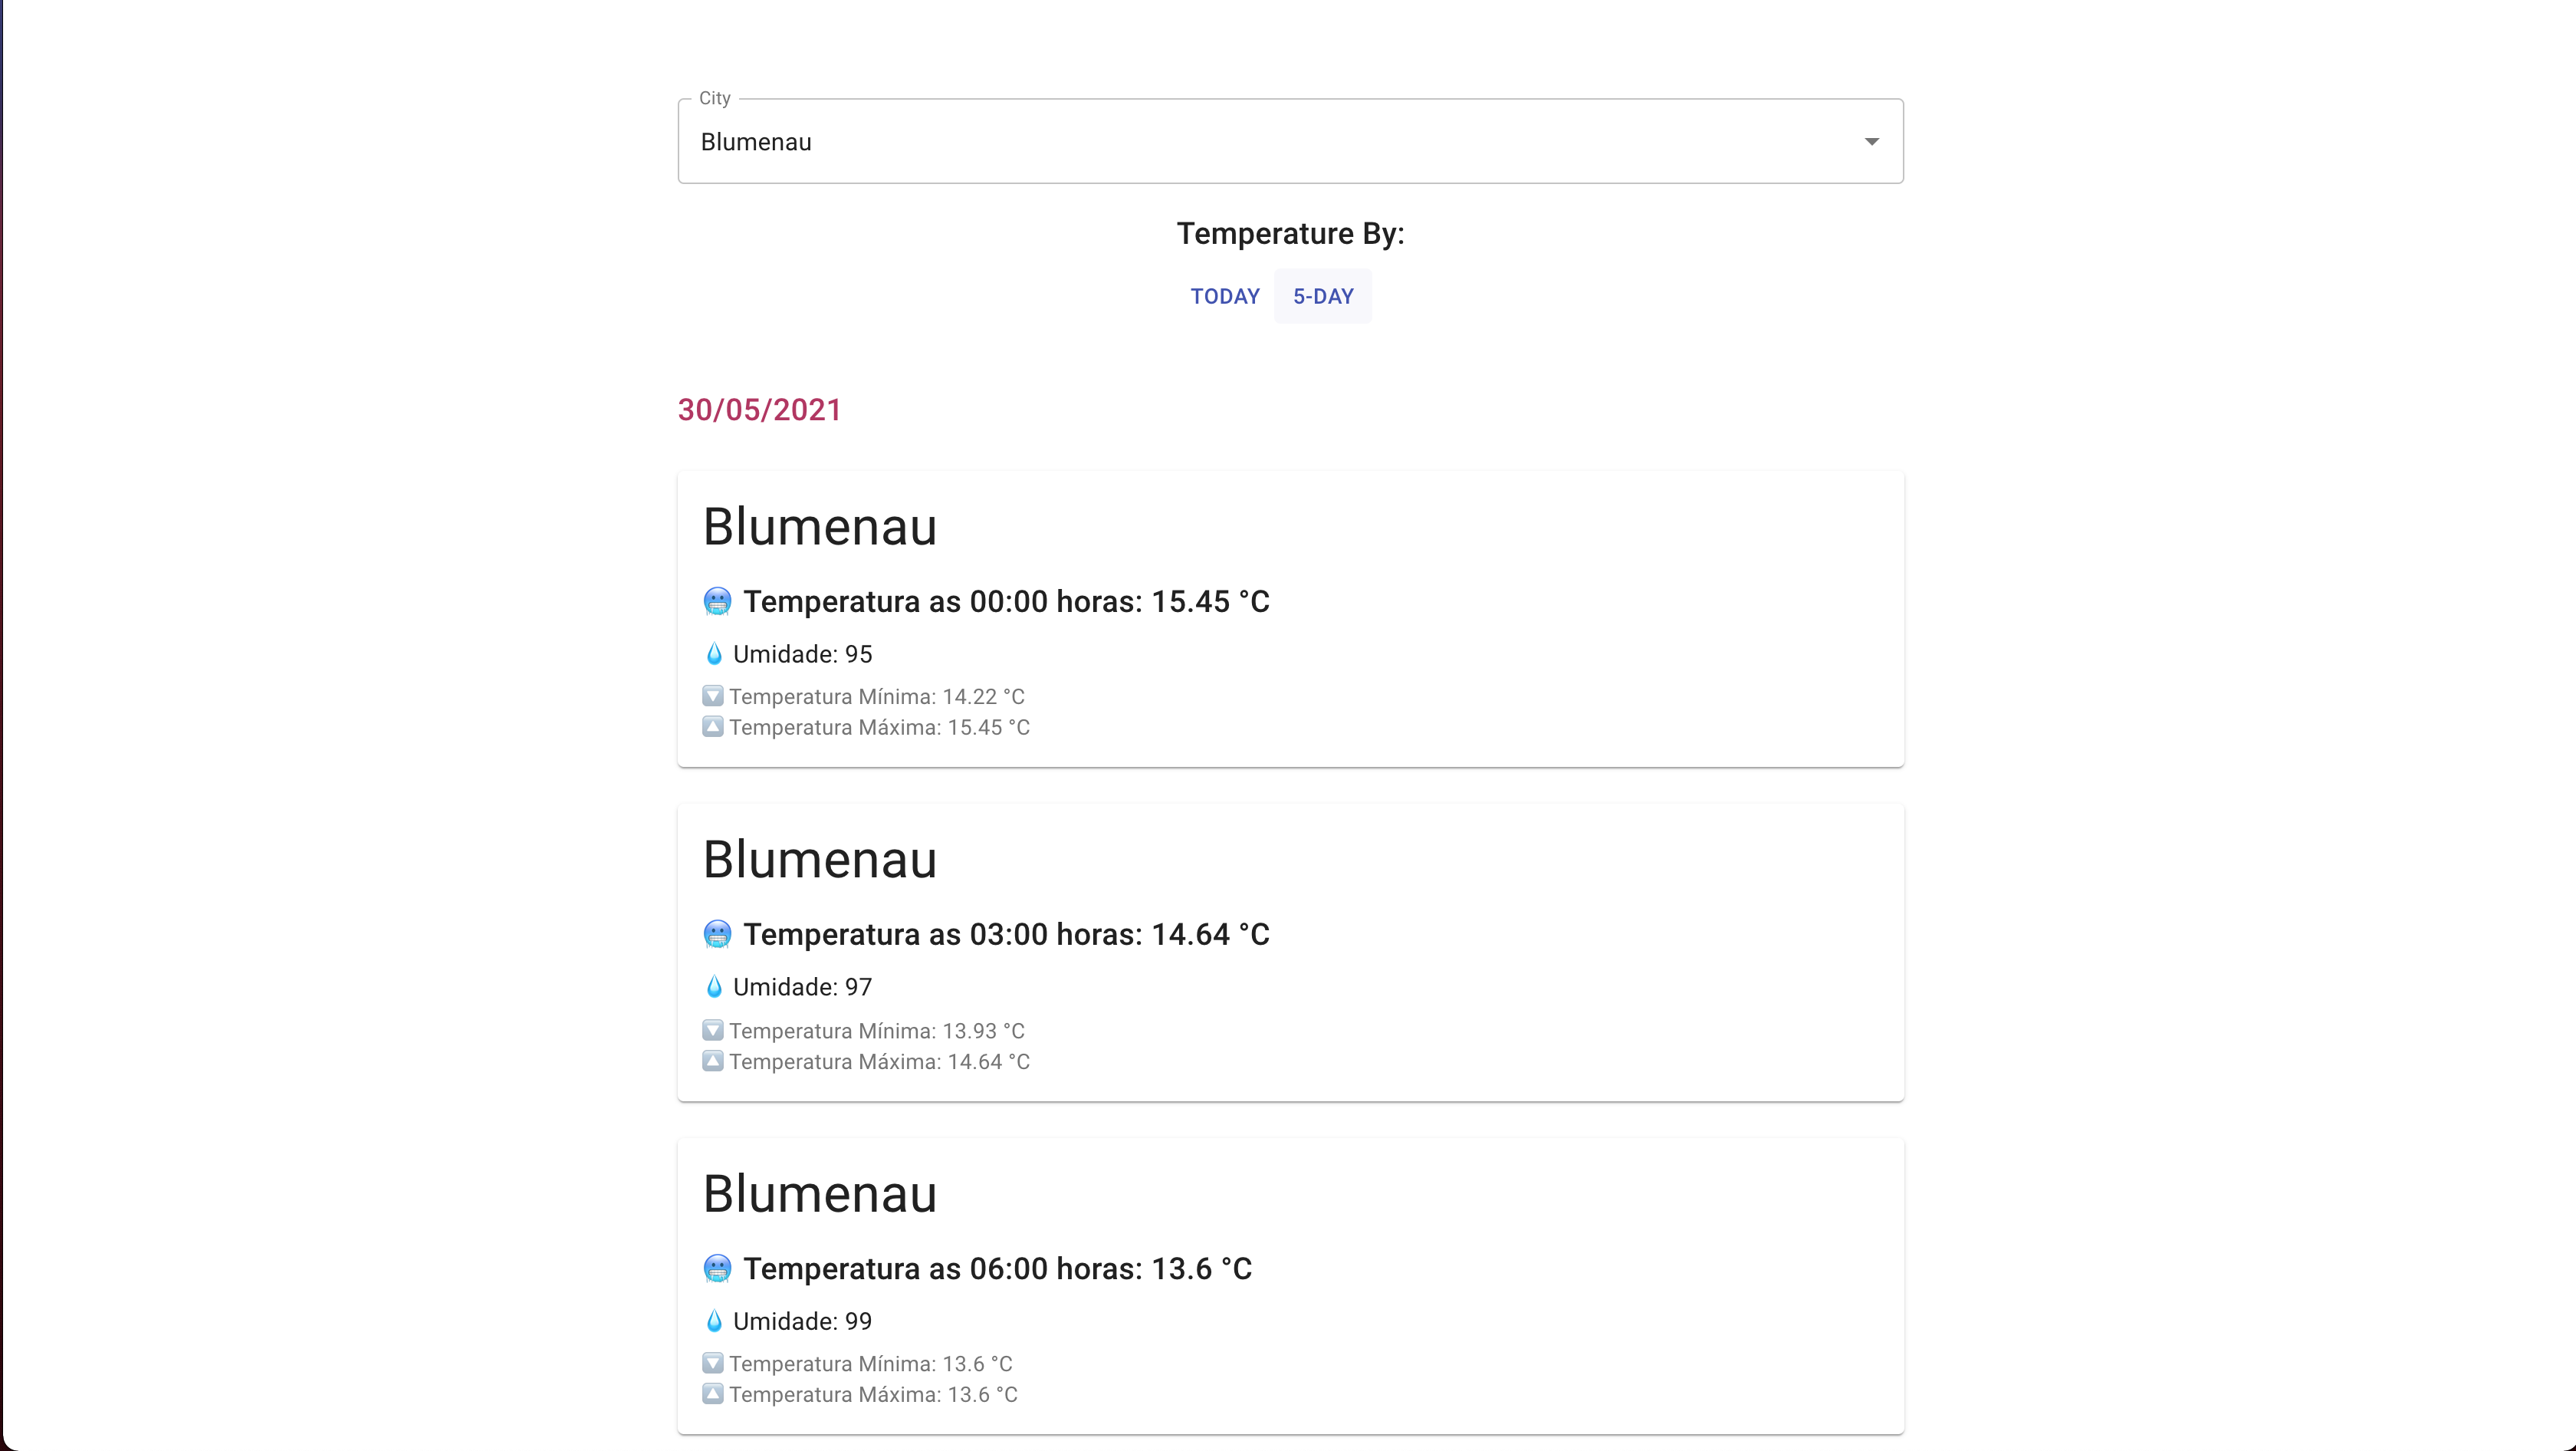 City
Blumenau
Temperature By:
TODAY 5-DAY
30/05/2021
Blumenau
🥶 Temperatura as 00:00 horas: 15.45 °C
💧 Umidade: 95
🔽 Temperatura Mínima: 14.22 °C
🔼 Temperatura Máxima: 15.45 °C
Blumenau
🥶 Temperatura as 03:00 horas: 14.64 °C
💧 Umidade: 97
🔽 Temperatura Mínima: 13.93 °C
🔼 Temperatura Máxima: 14.64 °C
Blumenau
🥶 Temperatura as 06:00 horas: 13.6 °C
💧 Umidade: 99
🔽 Temperatura Mínima: 13.6 °C
🔼 Temperatura Máxima: 13.6 °C